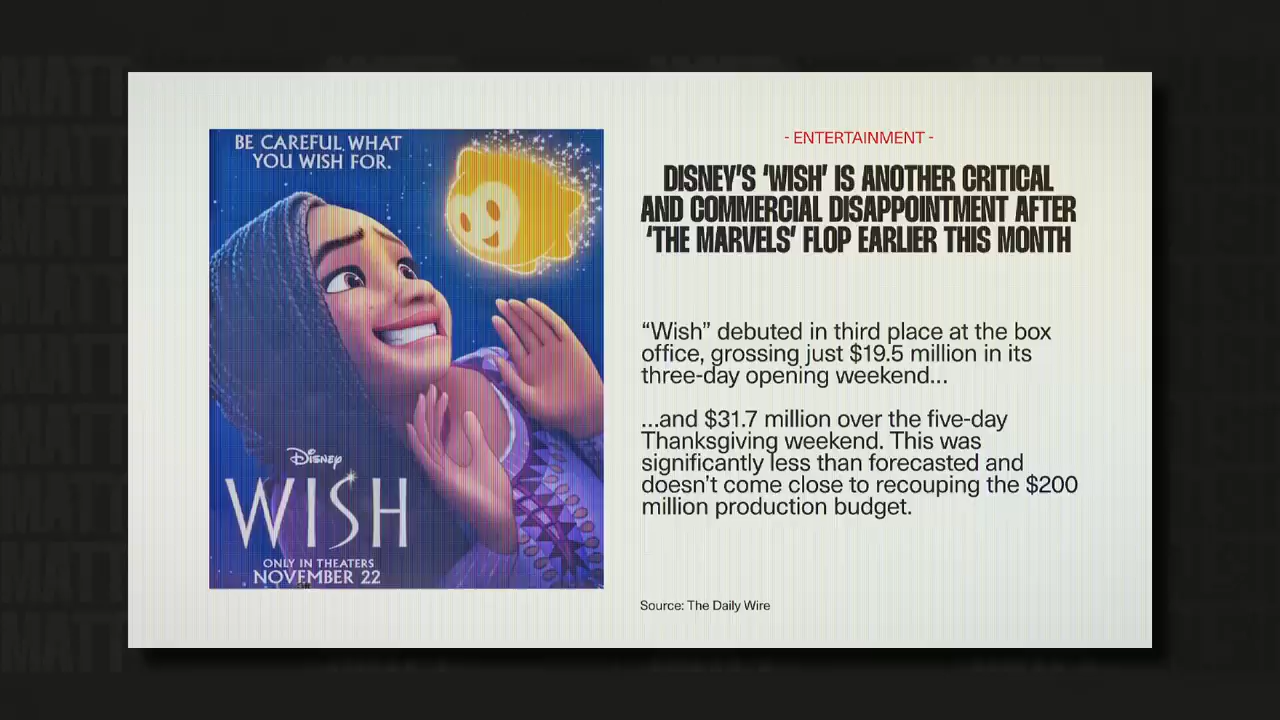 BE CAREFUL WHAT
YOU WISH FOR.
DISNEY
WISH
ONLY IN THEATERS
NOVEMBER 22
- ENTERTAINMENT -
DISNEY'S 'WISH' IS ANOTHER CRITICAL
AND COMMERCIAL DISAPPOINTMENT AFTER
'THE MARVELS' FLOP EARLIER THIS MONTH
“Wish” debuted in third place at the box
office, grossing just $19.5 million in its
three-day opening weekend...
...and $31.7 million over the five-day
Thanksgiving weekend. This was
significantly less than forecasted and
doesn't come close to recouping the $200
million production budget.
Source: The Daily Wire